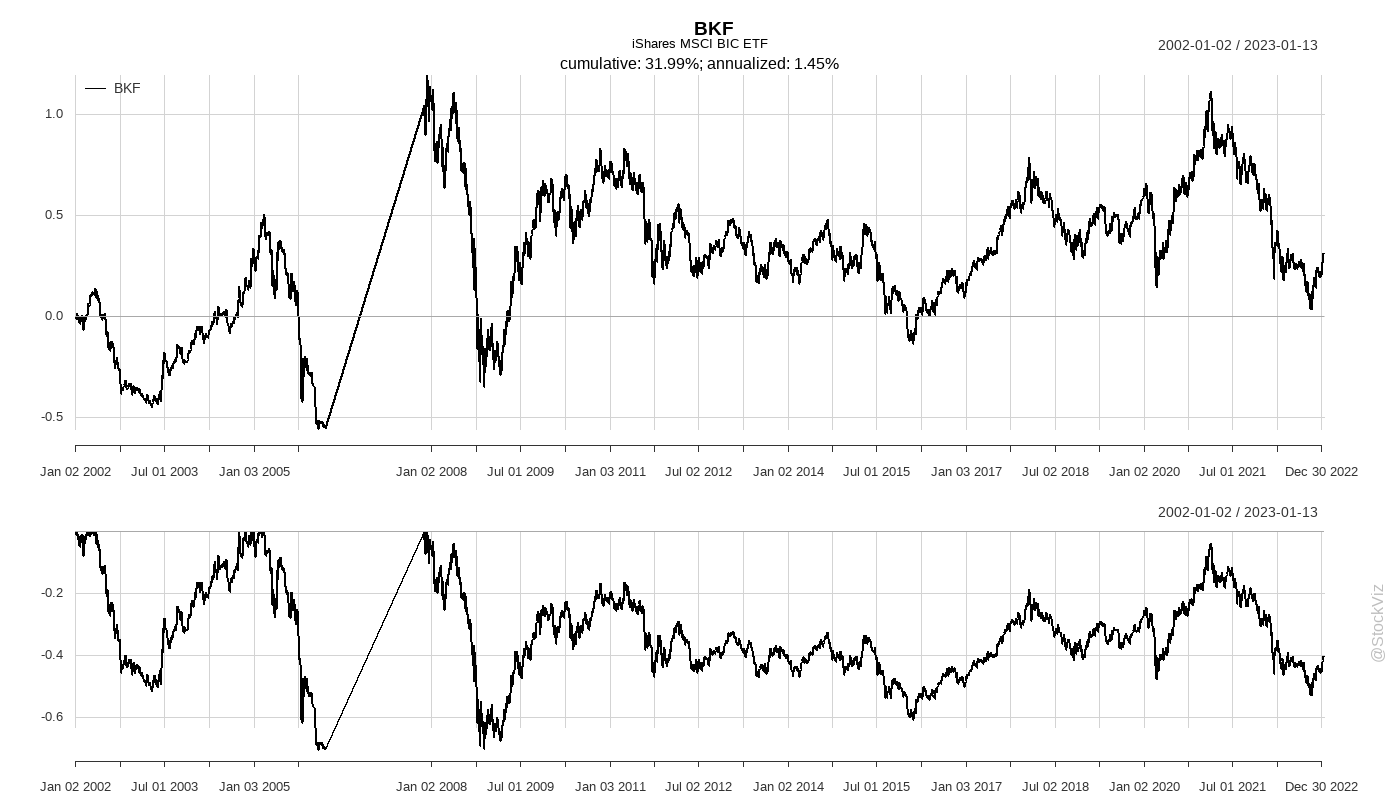 BKF
iShares MSCI BIC ETF
2002-01-02 / 2023-01-13
cumulative: 31.99%; annualized: 1.45%
BKF
1.0
0.5
0.0
-0.5
Jan 02 2002 Jul 01 2003 Jan 03 2005 Jan 02 2008 Jul 01 2009 Jan 03 2011 Jul 02 2012 Jan 02 2014 Jul 01 2015 Jan 03 2017 Jul 02 2018 Jan 02 2020 Jul 01 2021 Dec 30 2022
2002-01-02 / 2023-01-13
-0.2
-0.4
-0.6
Jan 02 2002 Jul 01 2003 Jan 03 2005 Jan 02 2008 Jul 01 2009 Jan 03 2011 Jul 02 2012 Jan 02 2014 Jul 01 2015 Jan 03 2017 Jul 02 2018 Jan 02 2020 Jul 01 2021 Dec 30 2022
@StockViz